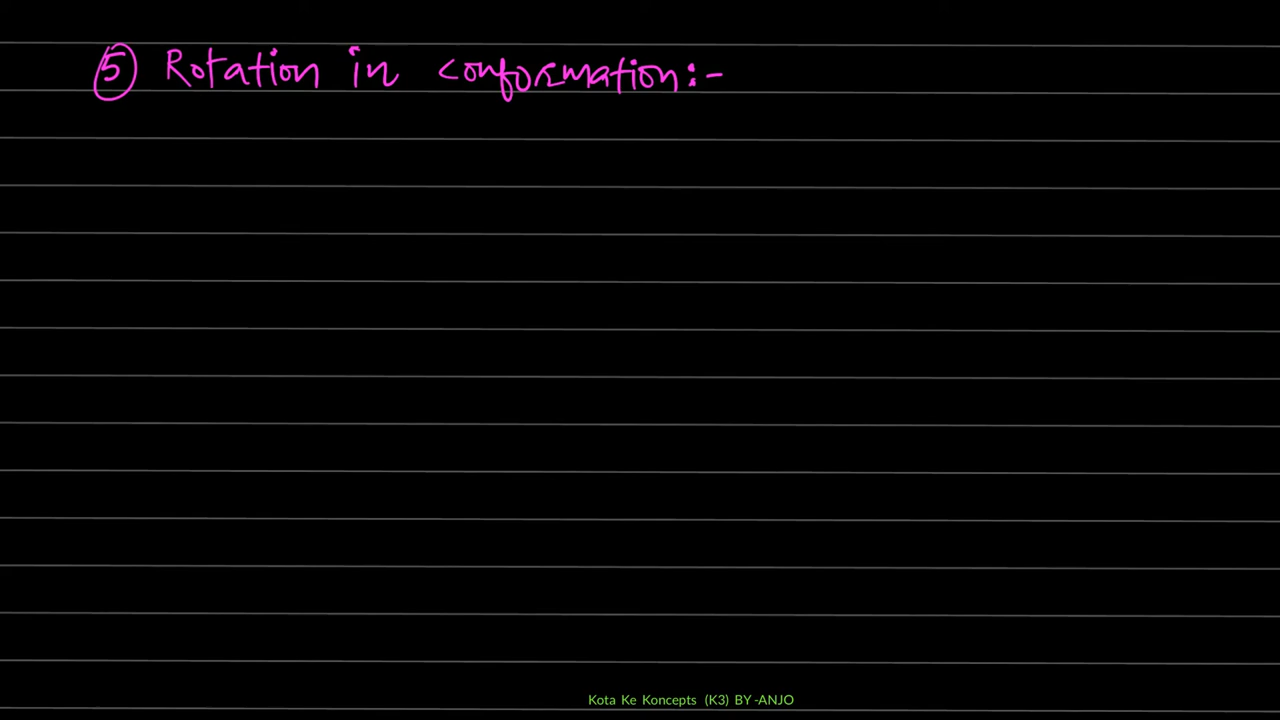 ⑤ Rotation in conformation:-
Kota Ke Koncepts (K3) BY -ANJO